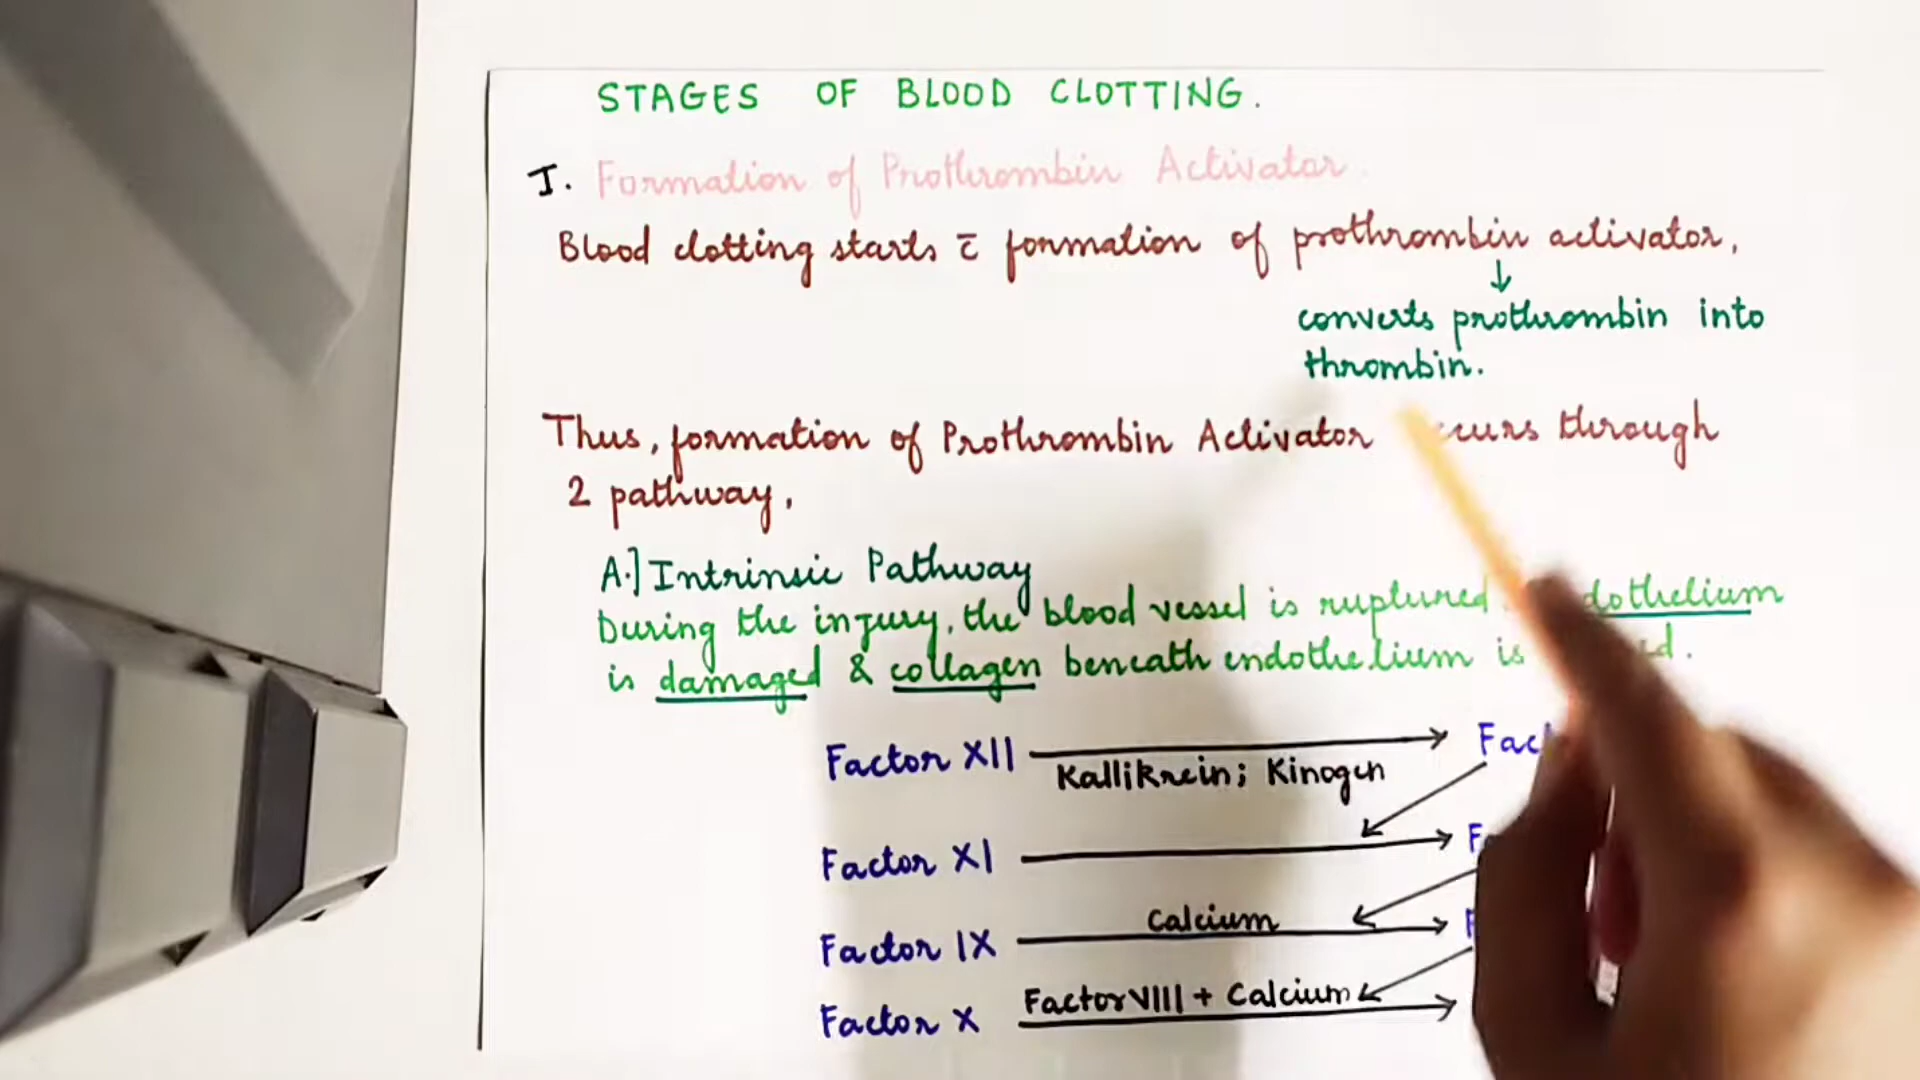 STAGES OF BLOOD CLOTTING.
I. Formation of Prothrombin Activator.
Blood clotting starts c̄ formation of prothrombin activator,
↓
converts prothrombin into
thrombin.
Thus, formation of Prothrombin Activator through
2 pathway,
A.] Intrinsic Pathway
During the injury, the blood vessel is ruptured.
is damaged & collagen beneath endothelium is
Factor XII → 
Kallikrein; Kinogen
Factor XI →
Calcium
Factor IX →
Factor VIII + Calcium
Factor X →